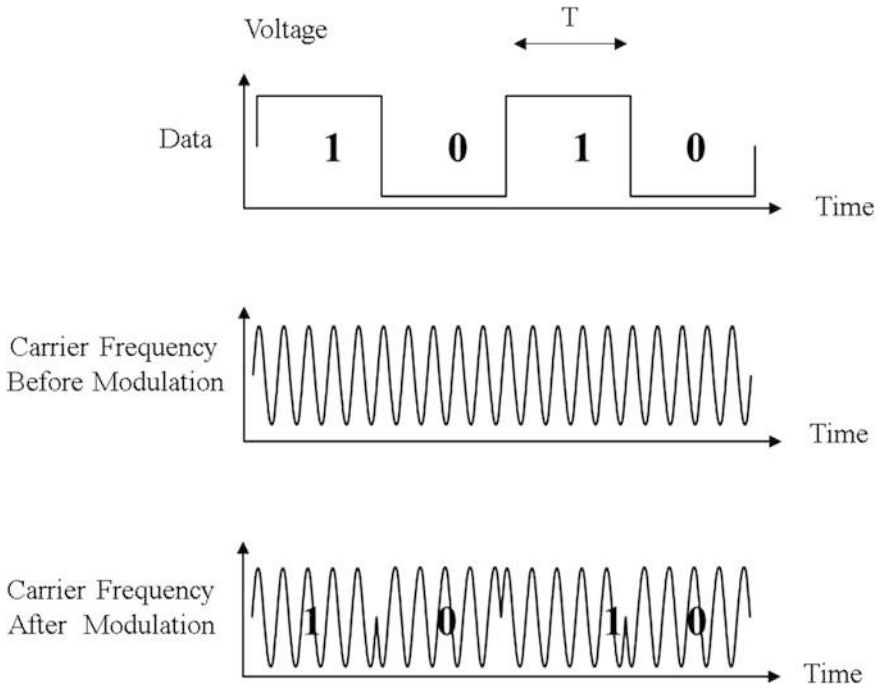 Voltage
T
Data
1 0 1 0
Time
Carrier Frequency
Before Modulation
Time
Carrier Frequency
After Modulation
1 0 1 0
Time